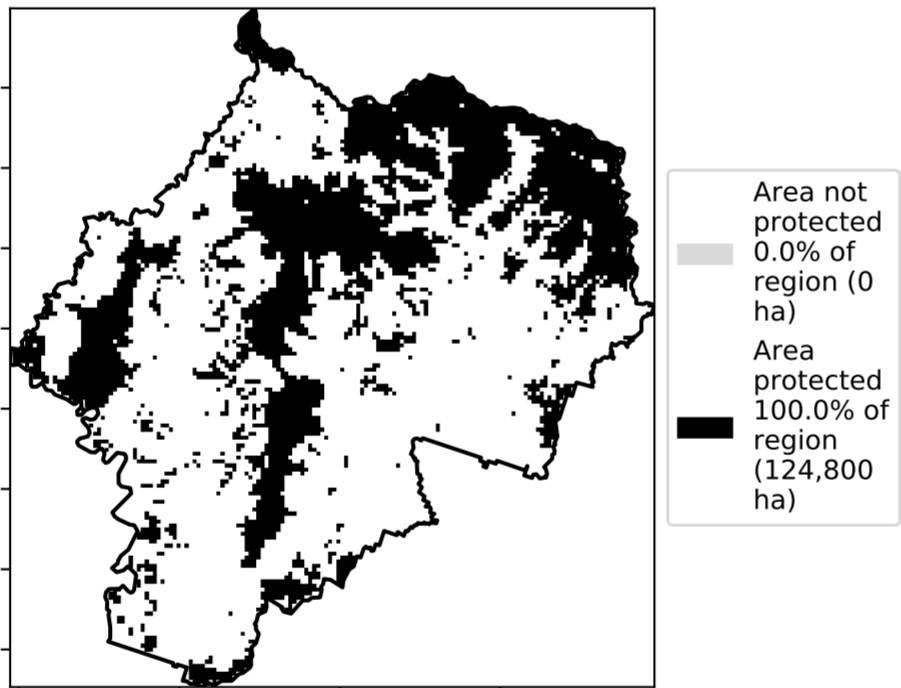 Area not
protected
0.0% of
region (0
ha)
Area
protected
100.0% of
region
(124,800
ha)